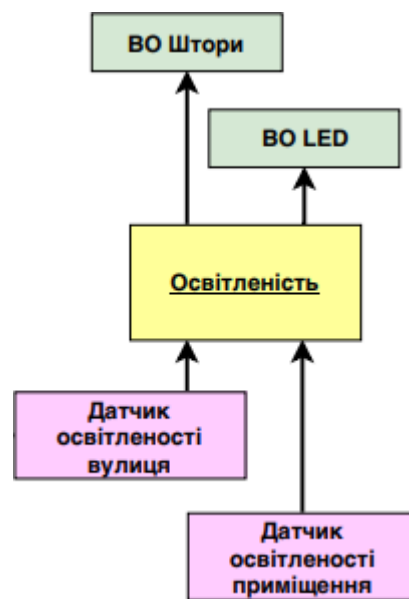 ВО Штори
ВО LED
Освітленість
Датчик
освітленості
вулиця
Датчик
освітленості
приміщення